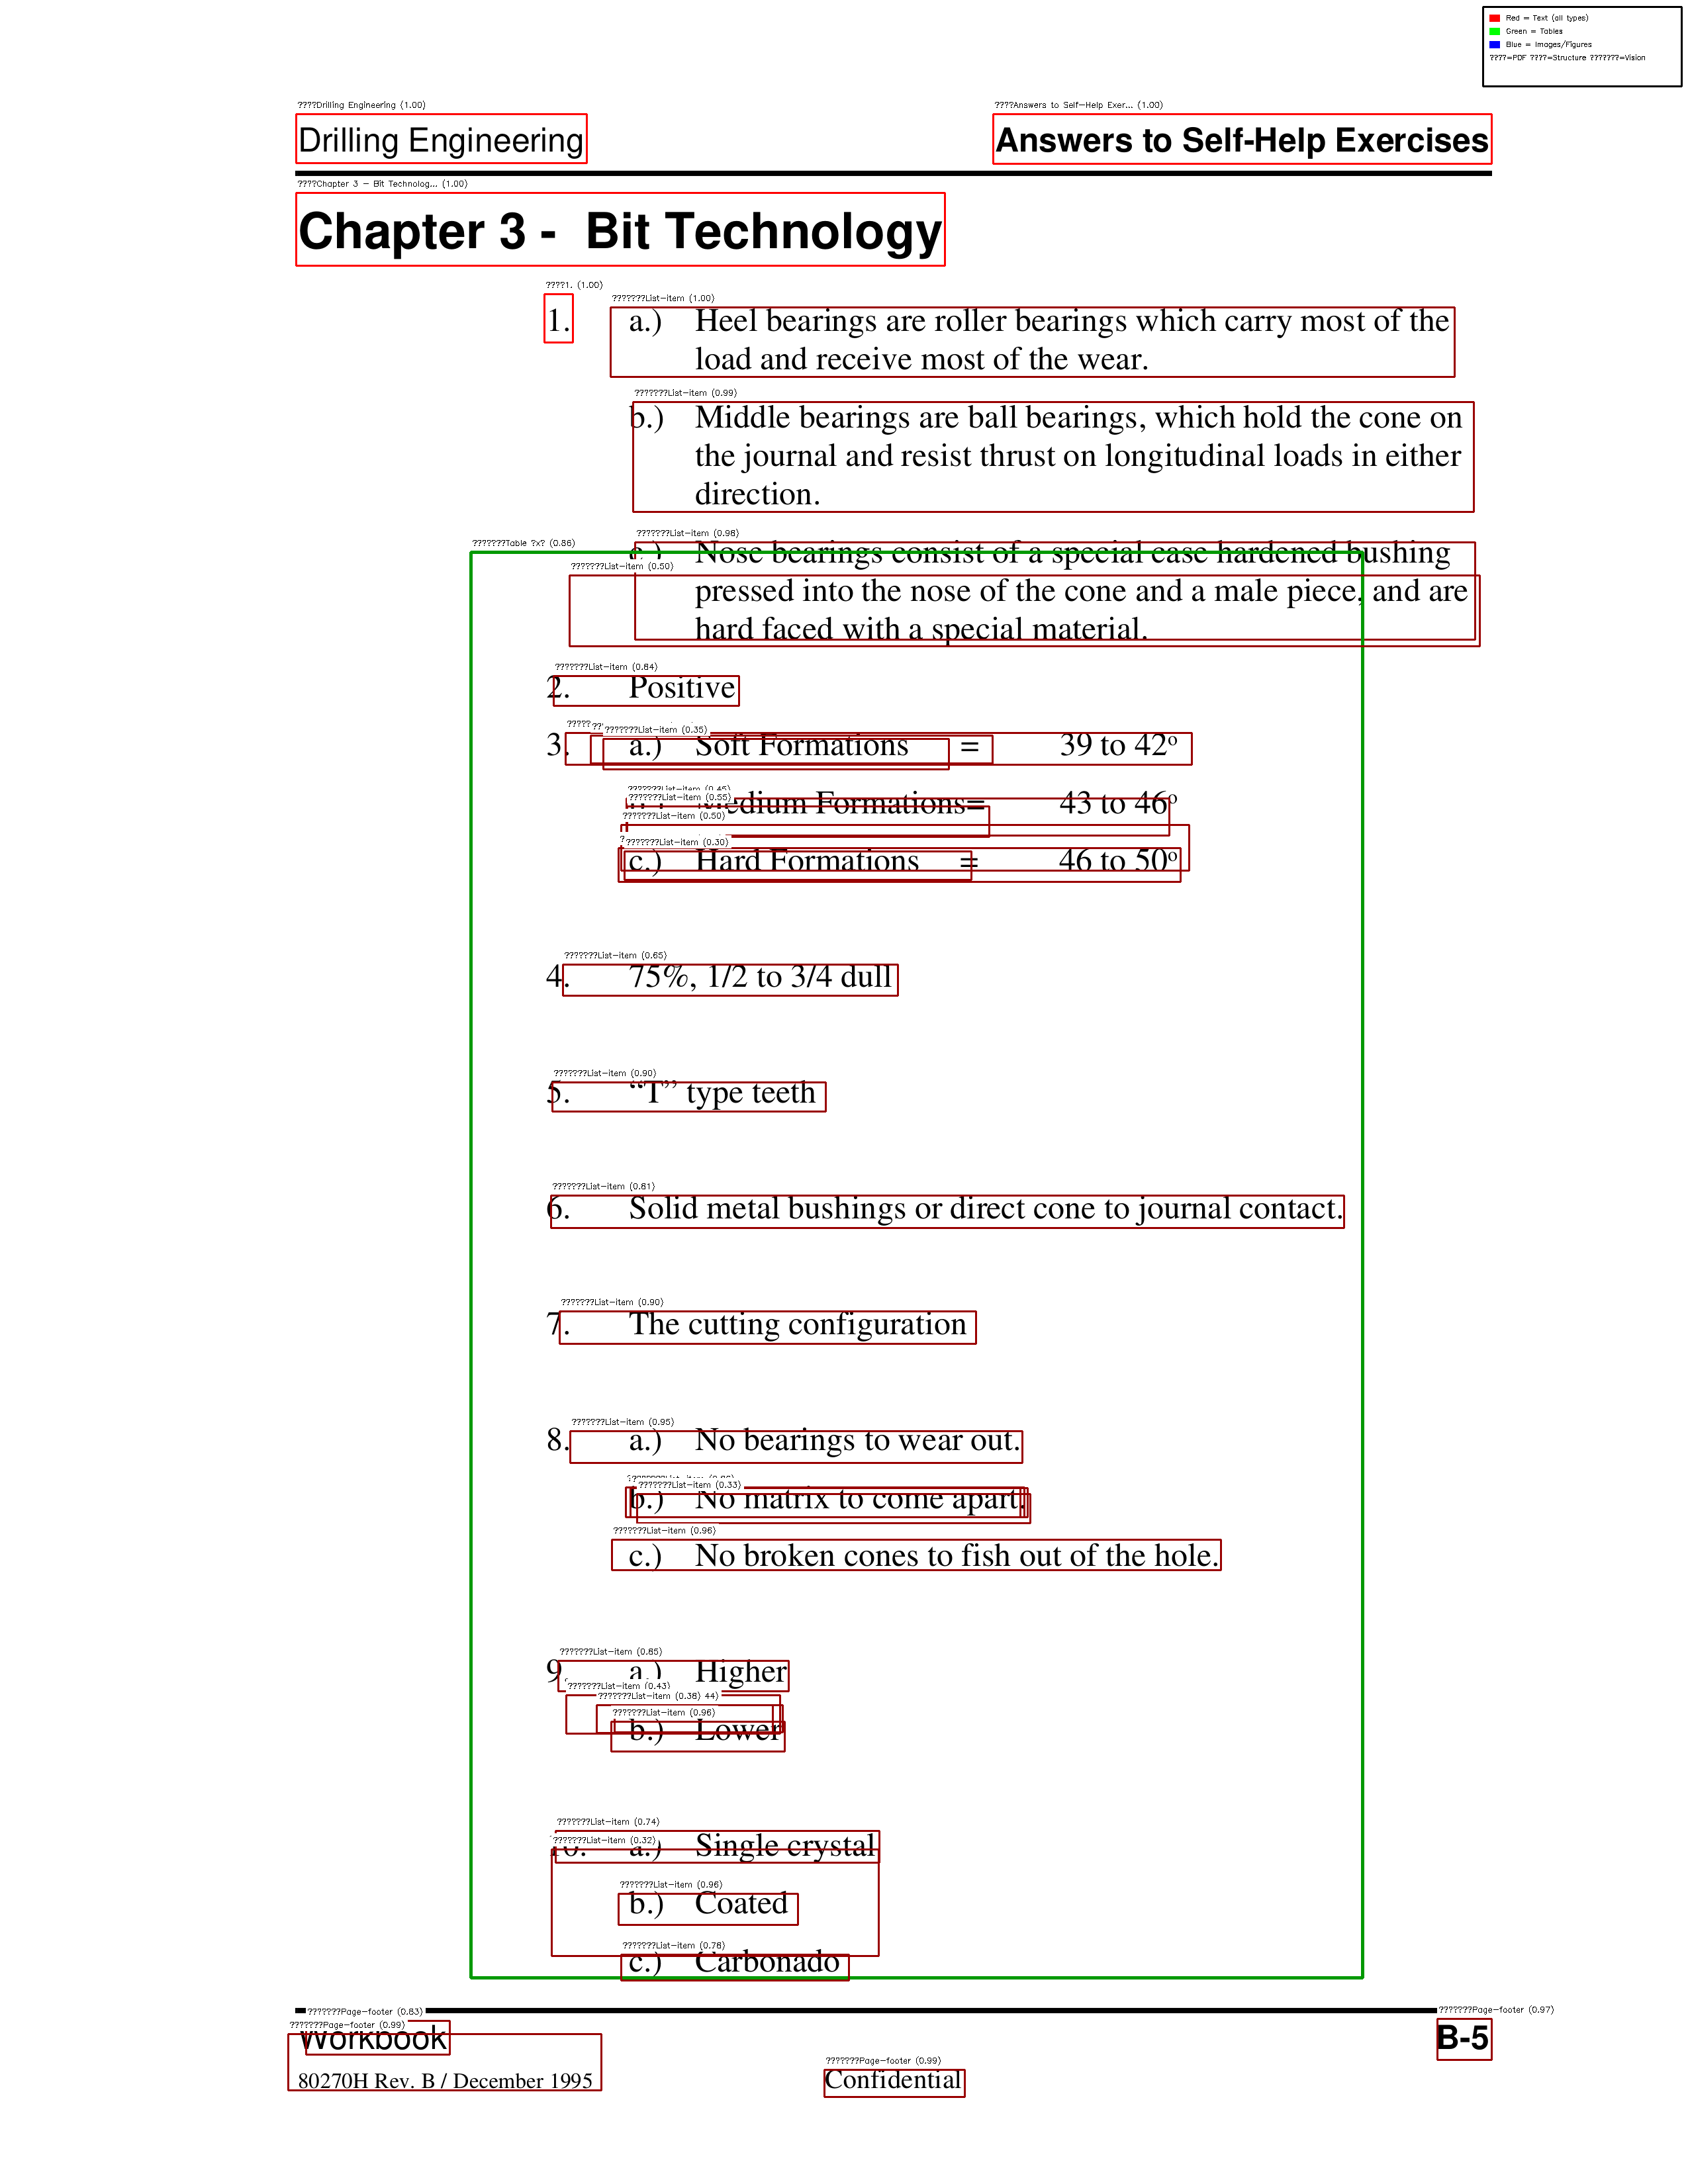 Red = Text (all types)
Green = Tables
Blue = Images/Figures
????=PDF ????=Structure ???????=Vision
????Drilling Engineering (1.00)
????Answers to Self-Help Exer... (1.00)
Drilling Engineering
Answers to Self-Help Exercises
????Chapter 3 - Bit Technolog... (1.00)
Chapter 3 - Bit Technology
????1. (1.00)
???????List-item (1.00)
1. a.) Heel bearings are roller bearings which carry most of the
load and receive most of the wear.
???????List-item (0.99)
b.) Middle bearings are ball bearings, which hold the cone on
the journal and resist thrust on longitudinal loads in either
direction.
???????List-item (0.98)
???????Table ?x? (0.86)
c.) Nose bearings consist of a special case hardened bushing
???????List-item (0.50)
pressed into the nose of the cone and a male piece, and are
hard faced with a special material.
???????List-item (0.84)
2. Positive
???????List-item (0.35)
3. a.) Soft Formations = 39 to 42º
???????List-item (0.45)
???????List-item (0.55)
Medium Formations= 43 to 46º
???????List-item (0.50)
???????List-item (0.30)
c.) Hard Formations = 46 to 50º
???????List-item (0.65)
4. 75%, 1/2 to 3/4 dull
???????List-item (0.90)
5. “T” type teeth
???????List-item (0.81)
6. Solid metal bushings or direct cone to journal contact.
???????List-item (0.90)
7. The cutting configuration
???????List-item (0.95)
8. a.) No bearings to wear out.
???????List-item (0.33)
b.) No matrix to come apart.
???????List-item (0.96)
c.) No broken cones to fish out of the hole.
???????List-item (0.85)
9. a.) Higher
???????List-item (0.43)
???????List-item (0.38) 44)
???????List-item (0.96)
b.) Lower
???????List-item (0.74)
???????List-item (0.32)
10. a.) Single crystal
???????List-item (0.96)
b.) Coated
???????List-item (0.78)
c.) Carbonado
???????Page-footer (0.83)
???????Page-footer (0.97)
???????Page-footer (0.99)
Workbook
B-5
???????Page-footer (0.99)
80270H Rev. B / December 1995
Confidential